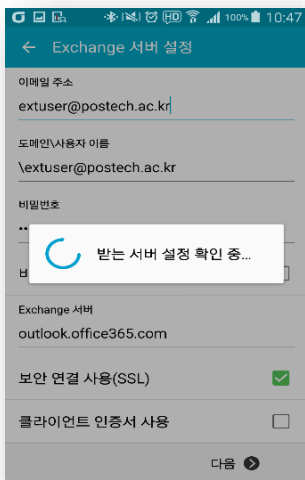 100% 10:47
Exchange 서버 설정
이메일 주소
extuser@postech.ac.kr
도메인\사용자 이름
\extuser@postech.ac.kr
비밀번호
받는 서버 설정 확인 중...
Exchange 서버
outlook.office365.com
보안 연결 사용(SSL)
클라이언트 인증서 사용
다음